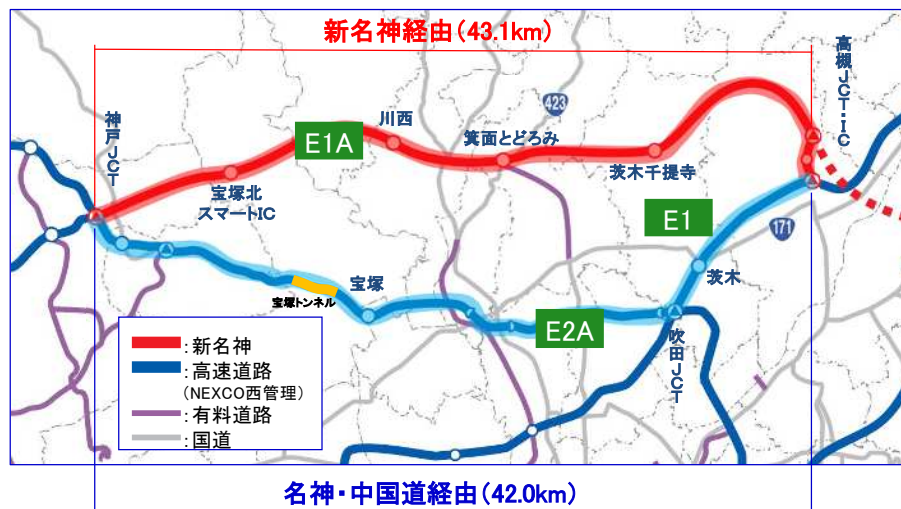 新名神経由(43.1km)
高槻JCT・IC
423
神戸JCT
川西
箕面とどろみ
E1A
宝塚北
スマートIC
茨木千提寺
E1
171
茨木
宝塚
宝塚トンネル
E2A
吹田JCT
:新名神
:高速道路
(NEXCO西管理)
:有料道路
:国道
名神・中国道経由(42.0km)